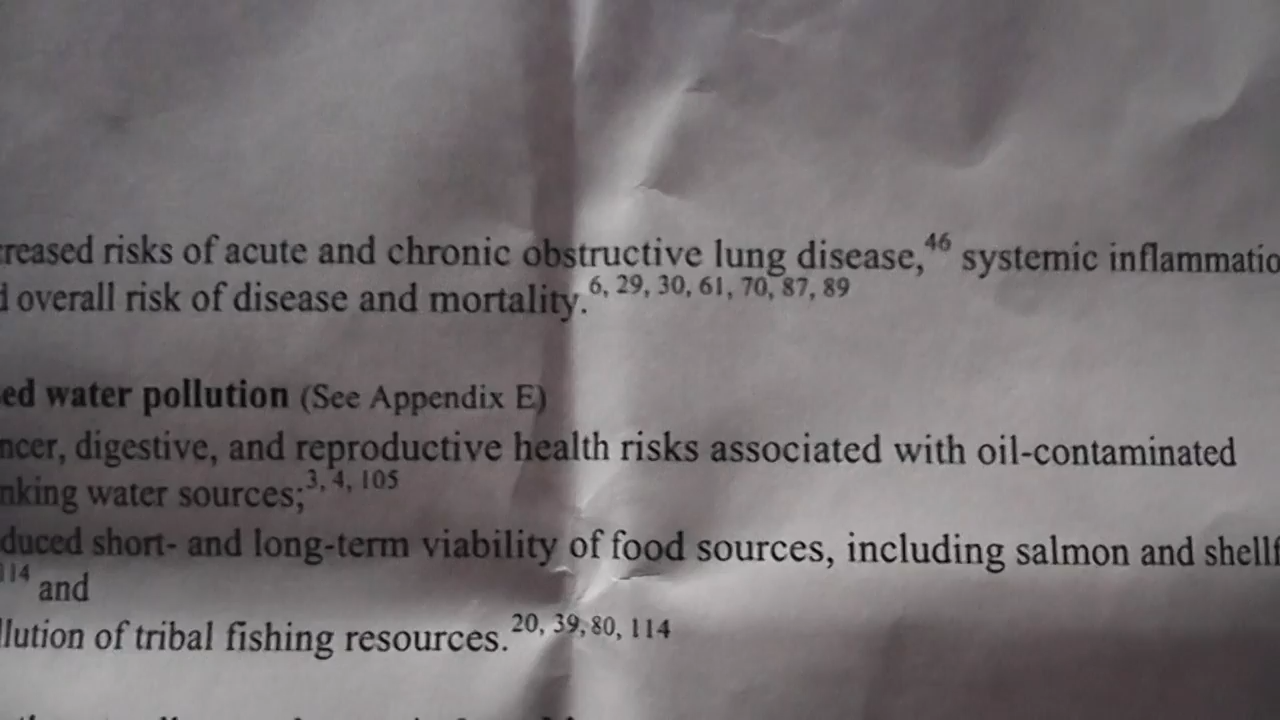 creased risks of acute and chronic obstructive lung disease,46 systemic inflammatio
d overall risk of disease and mortality.6, 29, 30, 61, 70, 87, 89
ed water pollution (See Appendix E)
ncer, digestive, and reproductive health risks associated with oil-contaminated
nking water sources;3, 4, 105
duced short- and long-term viability of food sources, including salmon and shellf
114 and
llution of tribal fishing resources.20, 39, 80, 114